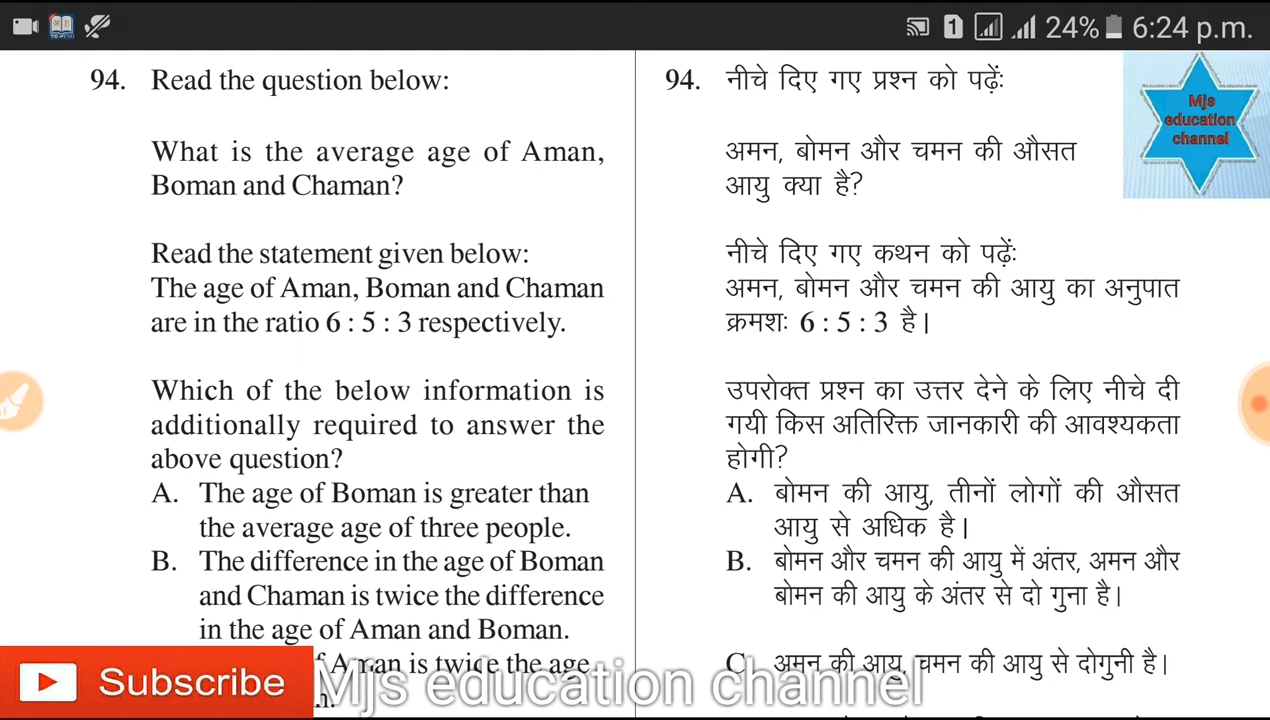 1 24% 6:24 p.m.
94. Read the question below:
What is the average age of Aman,
Boman and Chaman?
Read the statement given below:
The age of Aman, Boman and Chaman
are in the ratio 6 : 5 : 3 respectively.
Which of the below information is
additionally required to answer the
above question?
A. The age of Boman is greater than
the average age of three people.
B. The difference in the age of Boman
and Chaman is twice the difference
in the age of Aman and Boman.
Aman is twice the age
94. नीचे दिए गए प्रश्न को पढ़ें:
अमन, बोमन और चमन की औसत
आयु क्या है?
नीचे दिए गए कथन को पढ़ें:
अमन, बोमन और चमन की आयु का अनुपात
क्रमशः 6 : 5 : 3 है।
उपरोक्त प्रश्न का उत्तर देने के लिए नीचे दी
गयी किस अतिरिक्त जानकारी की आवश्यकता
होगी?
A. बोमन की आयु, तीनों लोगों की औसत
आयु से अधिक है।
B. बोमन और चमन की आयु में अंतर, अमन और
बोमन की आयु के अंतर से दो गुना है।
C. अमन की आयु, चमन की आयु से दोगुनी है।
Mjs
education
channel
Subscribe
Mjs education channel